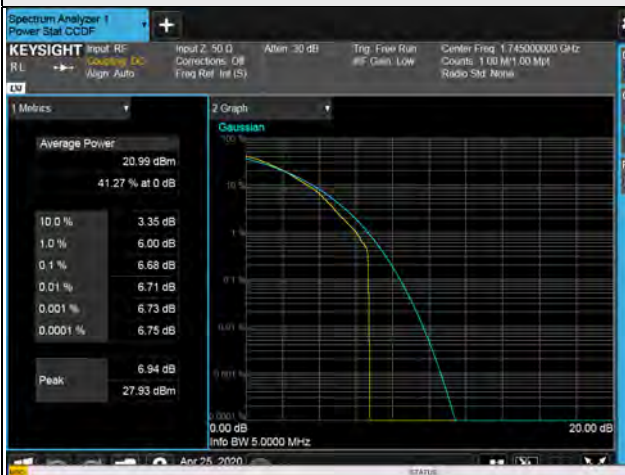 Spectrum Analyzer 1
Power Stat CCDF
+
KEYSIGHT Input: RF Input Z: 50 Ω Atten: 30 dB Trig: Free Run Center Freq: 1.745000000 GHz
RL Coupling: DC Corrections: Off #IF Gain: Low Counts: 1.00 M/1.00 Mpt
Align: Auto Freq Ref: Int (S) Radio Std: None
LXI
1 Metrics
2 Graph
Gaussian
Average Power
20.99 dBm
41.27 % at 0 dB
10.0 % 3.35 dB
1.0 % 6.00 dB
0.1 % 6.68 dB
0.01 % 6.71 dB
0.001 % 6.73 dB
0.0001 % 6.75 dB
Peak 6.94 dB
27.93 dBm
100 %
10 %
1 %
0.1 %
0.01 %
0.001 %
0.0001 %
0.00 dB 20.00 dB
Info BW 5.0000 MHz
Apr 25, 2020
MSG STATUS